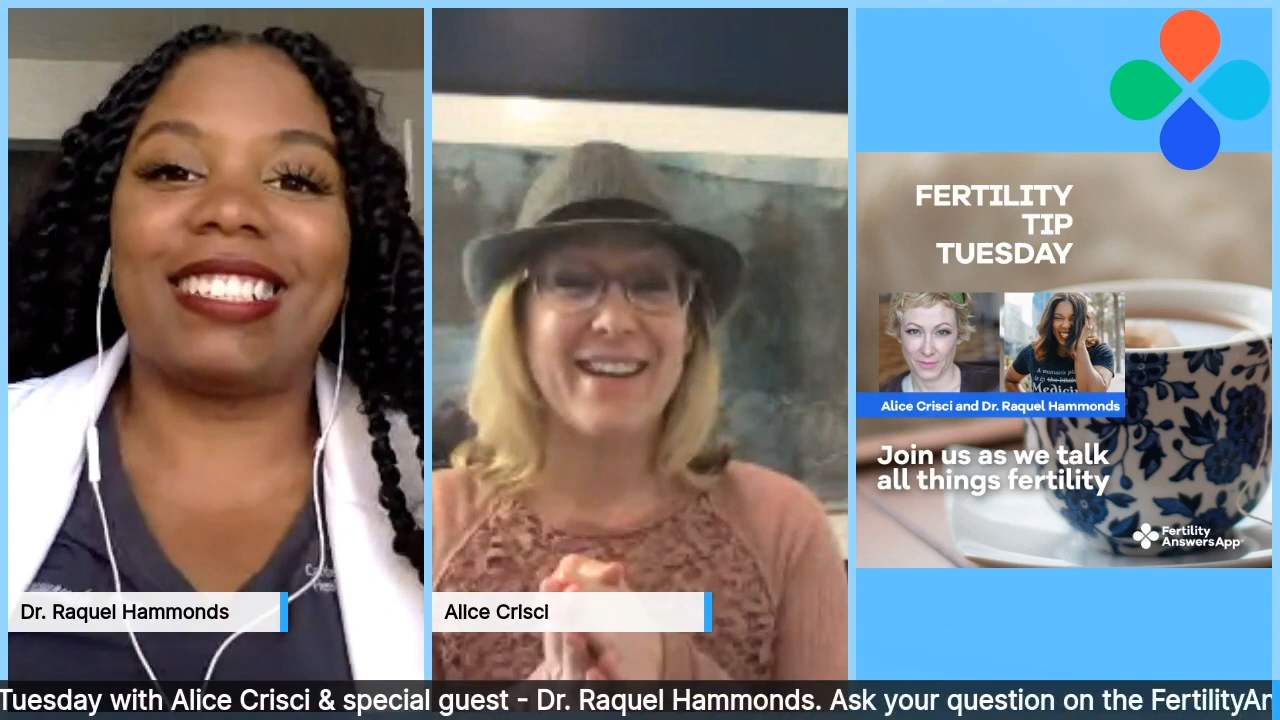 Dr. Raquel Hammonds
Alice Crisci
FERTILITY
TIP
TUESDAY
A woman's
Alice Crisci and Dr. Raquel Hammonds
Join us as we talk
all things fertility
Fertility
AnswersApp
Tuesday with Alice Crisci & special guest - Dr. Raquel Hammonds. Ask your question on the FertilityAn